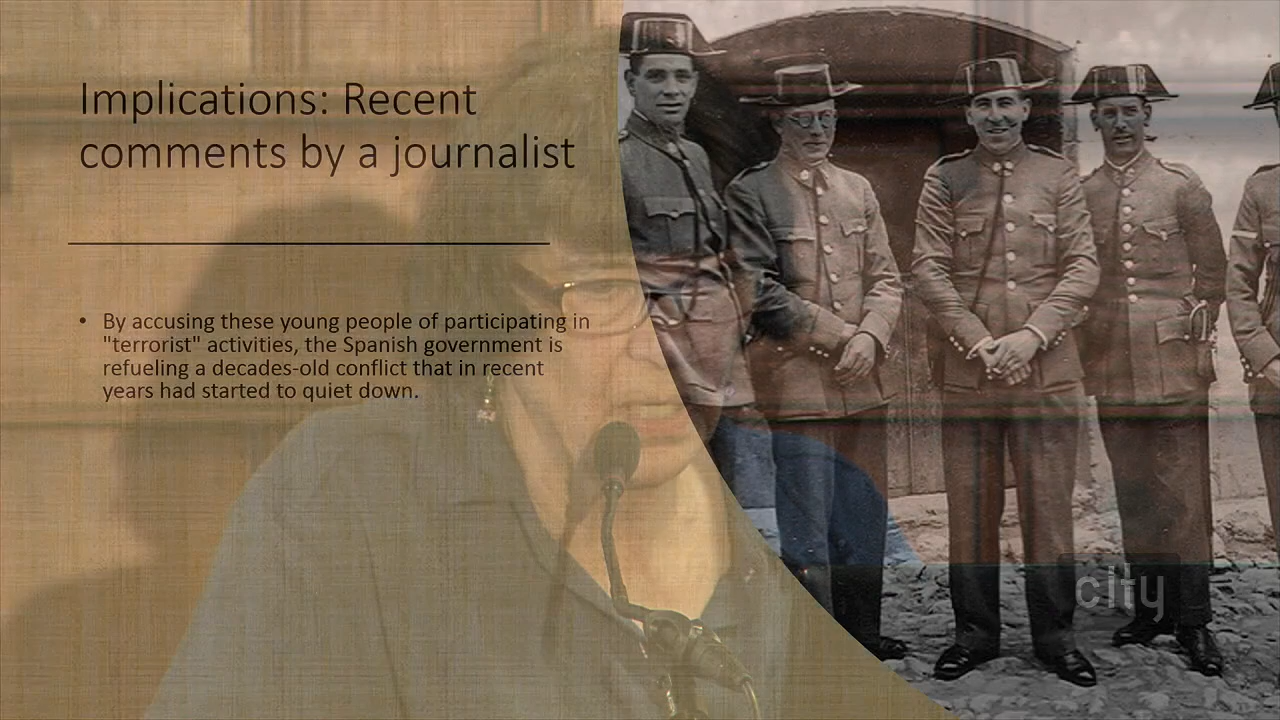 Implications: Recent
comments by a journalist
• By accusing these young people of participating in
"terrorist" activities, the Spanish government is
refueling a decades-old conflict that in recent
years had started to quiet down.
city